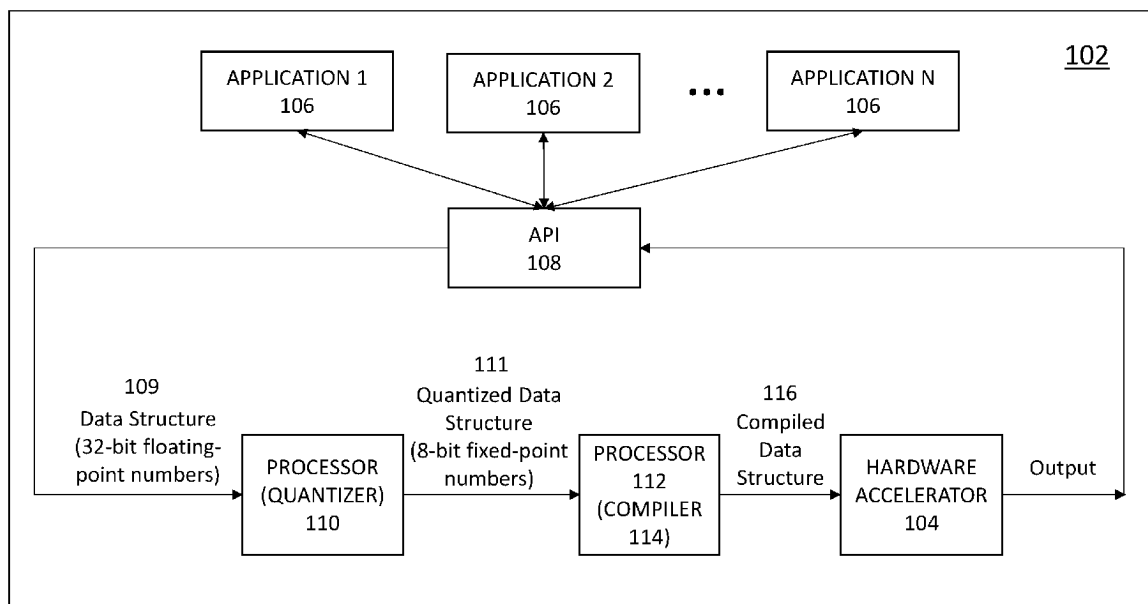 102
APPLICATION 1
106
APPLICATION 2
106
...
APPLICATION N
106
API
108
109
Data Structure
(32-bit floating-
point numbers)
PROCESSOR
(QUANTIZER)
110
111
Quantized Data
Structure
(8-bit fixed-point
numbers)
PROCESSOR
112
(COMPILER
114)
116
Compiled
Data
Structure
HARDWARE
ACCELERATOR
104
Output